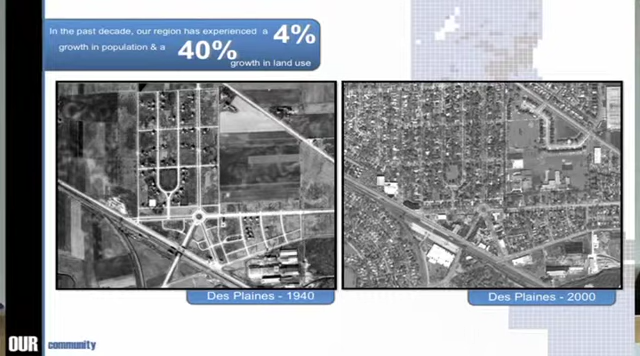 In the past decade, our region has experienced a 4%
growth in population & a 40%
growth in land use
Des Plaines - 1940
Des Plaines - 2000
OUR community